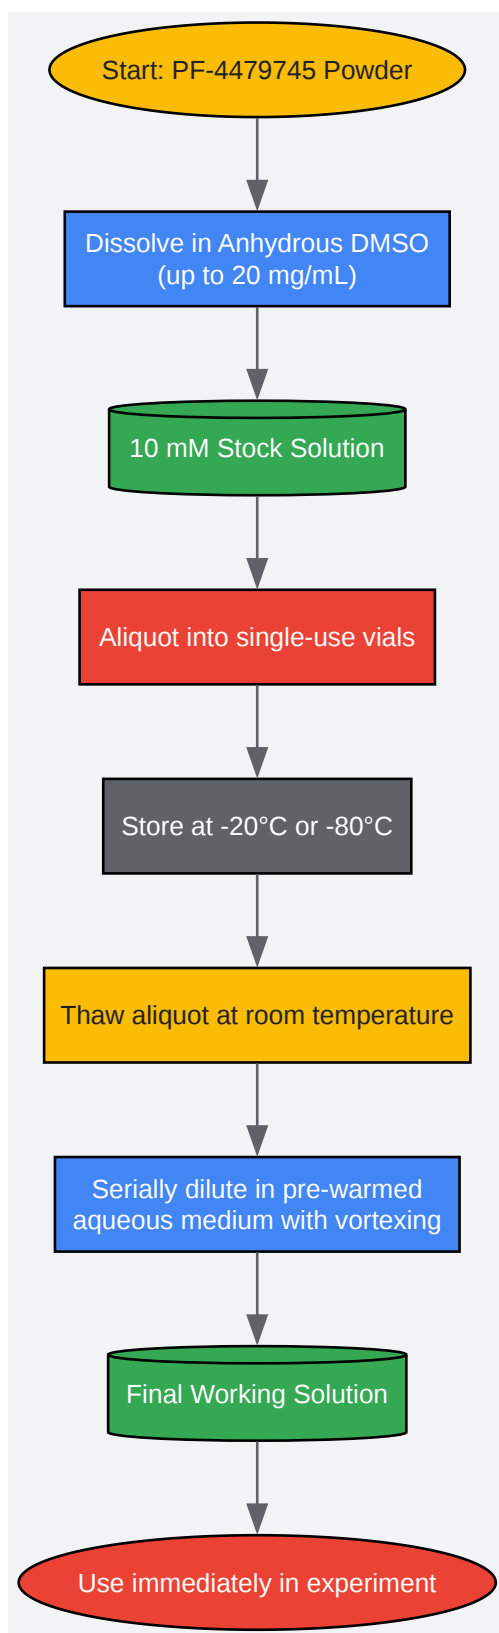 Start: PF-4479745 Powder
Dissolve in Anhydrous DMSO
(up to 20 mg/mL)
10 mM Stock Solution
Aliquot into single-use vials
Store at -20°C or -80°C
Thaw aliquot at room temperature
Serially dilute in pre-warmed
aqueous medium with vortexing
Final Working Solution
Use immediately in experiment